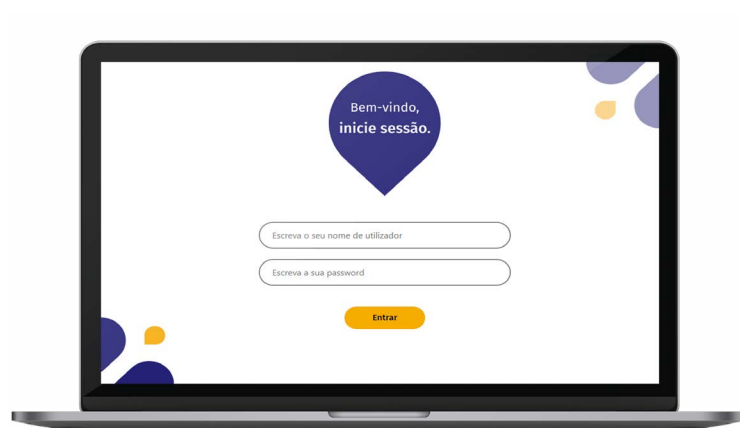 Bem-vindo,
inicie sessão.
Escreva o seu nome de utilizador
Escreva a sua password
Entrar